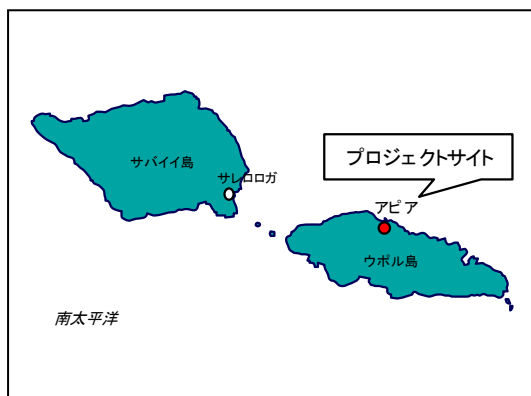 サバイイ島
サレロロガ
プロジェクトサイト
アピア
ウポル島
南太平洋